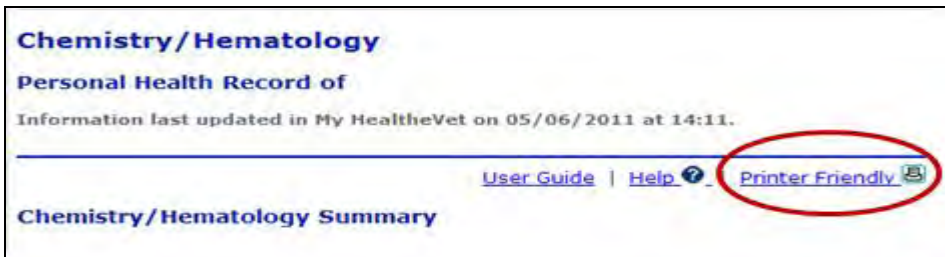 Chemistry/Hematology
Personal Health Record of
Information last updated in My HealtheVet on 05/06/2011 at 14:11.
User Guide | Help | Printer Friendly
Chemistry/Hematology Summary